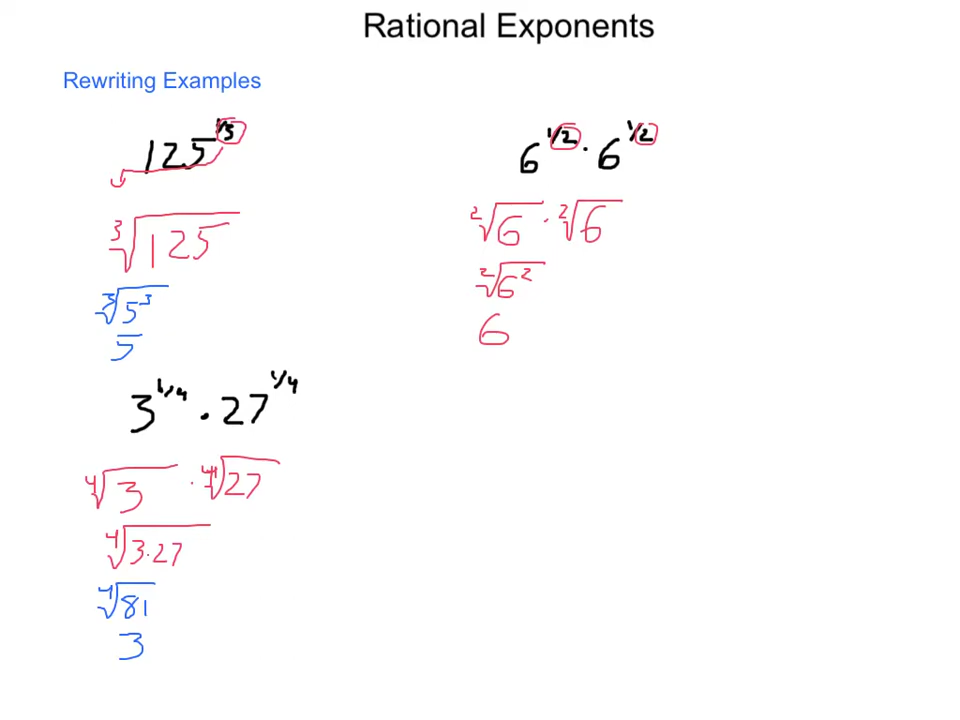 Rational Exponents
Rewriting Examples
125^{1/3}
∛125
∛5³
5
3^{1/4} · 27^{1/4}
∜3 · ∜27
∜3·27
∜81
3
6^{1/2} · 6^{1/2}
²√6 · ²√6
²√6²
6